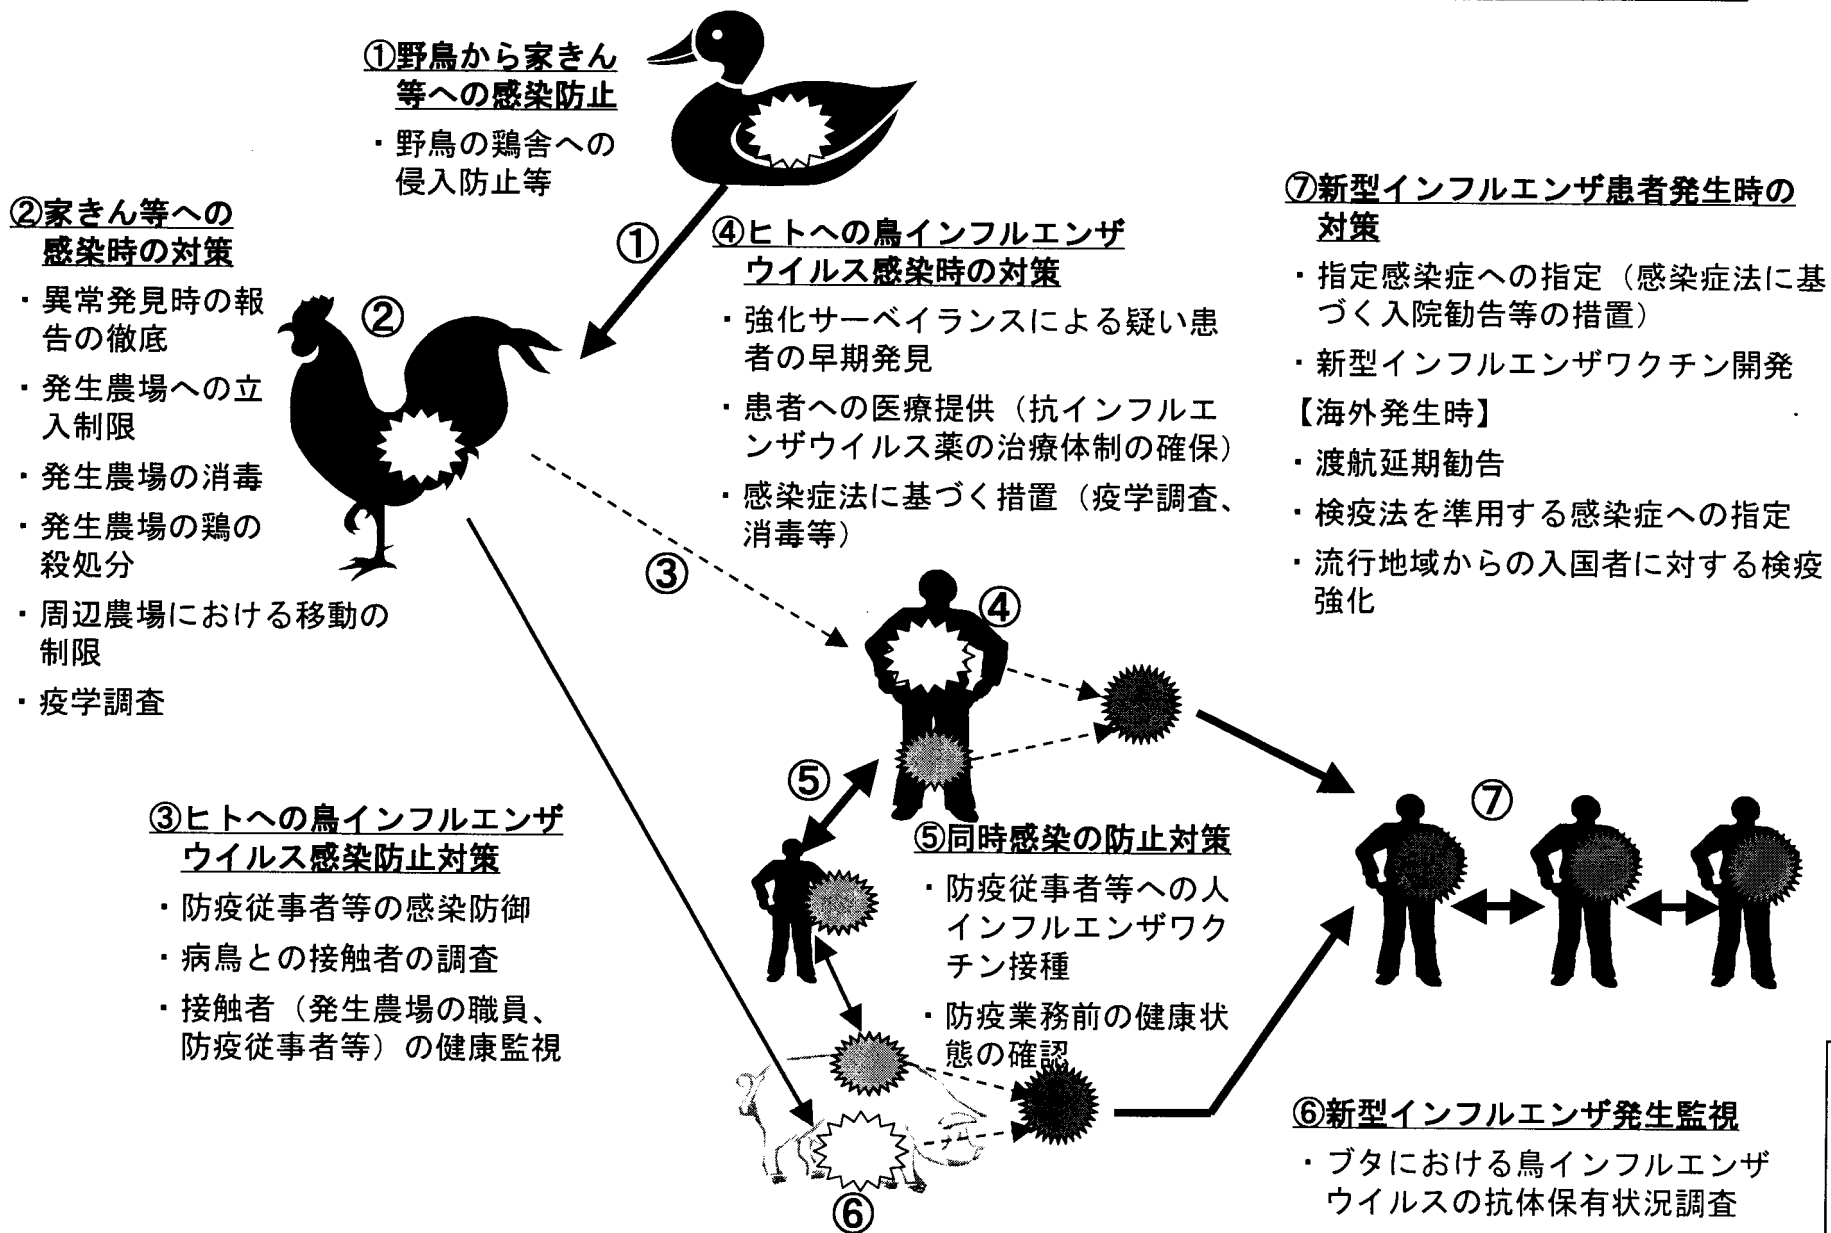 ①野鳥から家きん
等への感染防止
・野鳥の鶏舎への
侵入防止等
①
②家きん等への
感染時の対策
・異常発見時の報
告の徹底
・発生農場への立
入制限
・発生農場の消毒
・発生農場の鶏の
殺処分
・周辺農場における移動の
制限
・疫学調査
②
③
③ヒトへの鳥インフルエンザ
ウイルス感染防止対策
・防疫従事者等の感染防御
・病鳥との接触者の調査
・接触者（発生農場の職員、
防疫従事者等）の健康監視
④ヒトへの鳥インフルエンザ
ウイルス感染時の対策
・強化サーベイランスによる疑い患
者の早期発見
・患者への医療提供（抗インフルエ
ンザウイルス薬の治療体制の確保）
・感染症法に基づく措置（疫学調査、
消毒等）
④
⑤
⑤同時感染の防止対策
・防疫従事者等への人
インフルエンザワク
チン接種
・防疫業務前の健康状
態の確認
⑥
⑥新型インフルエンザ発生監視
・ブタにおける鳥インフルエンザ
ウイルスの抗体保有状況調査
⑦新型インフルエンザ患者発生時の
対策
・指定感染症への指定（感染症法に基
づく入院勧告等の措置）
・新型インフルエンザワクチン開発
【海外発生時】
・渡航延期勧告
・検疫法を準用する感染症への指定
・流行地域からの入国者に対する検疫
強化
⑦